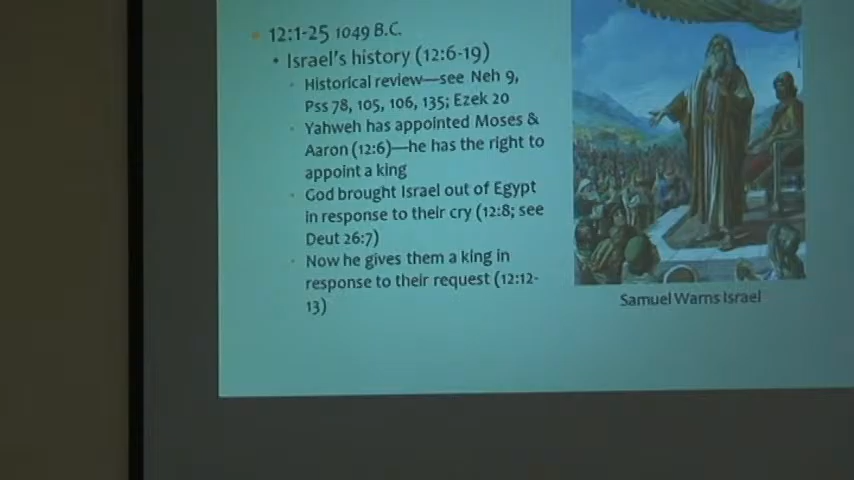 12:1-25 1049 B.C.
Israel's history (12:6-19)
Historical review—see Neh 9,
Pss 78, 105, 106, 135; Ezek 20
Yahweh has appointed Moses &
Aaron (12:6)—he has the right to
appoint a king
God brought Israel out of Egypt
in response to their cry (12:8; see
Deut 26:7)
Now he gives them a king in
response to their request (12:12-
13)
Samuel Warns Israel